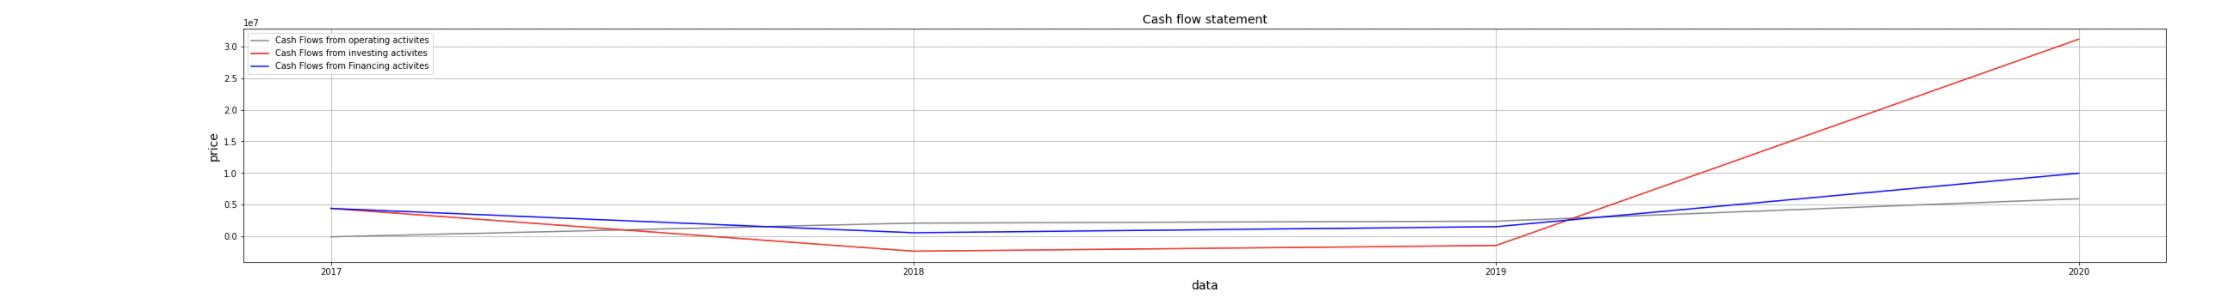 Cash flow statement
1e7
Cash Flows from operating activites
Cash Flows from investing activites
Cash Flows from Financing activites
3.0
2.5
2.0
1.5
1.0
0.5
0.0
price
2017 2018 2019 2020
data